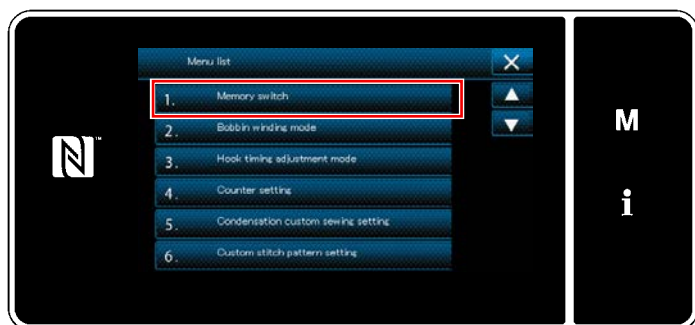 Menu list
1. Memory switch
2. Bobbin winding mode
3. Hook timing adjustment mode
4. Counter setting
5. Condensation custom sewing setting
6. Custom stitch pattern setting
M
i
N